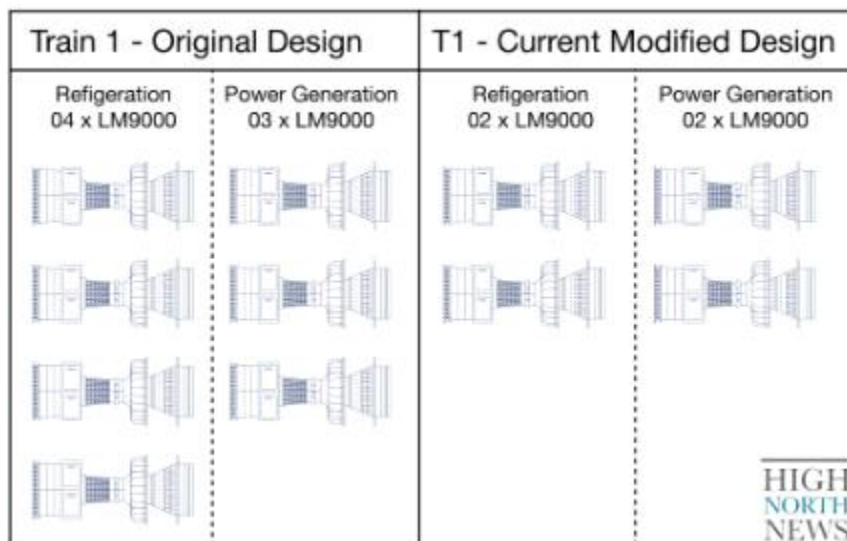 Train 1 - Original Design
T1 - Current Modified Design
Refigeration
04 x LM9000
Power Generation
03 x LM9000
Refigeration
02 x LM9000
Power Generation
02 x LM9000
HIGH
NORTH
NEWS